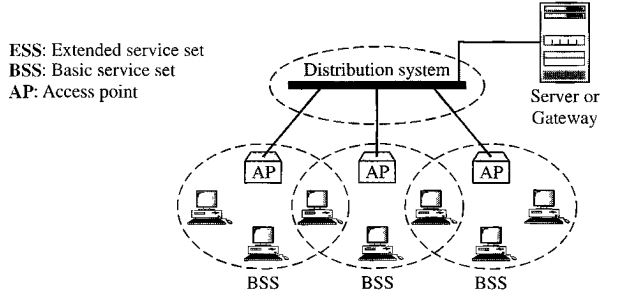 ESS: Extended service set
BSS: Basic service set
AP: Access point
Distribution system
Server or
Gateway
AP
AP
AP
BSS
BSS
BSS